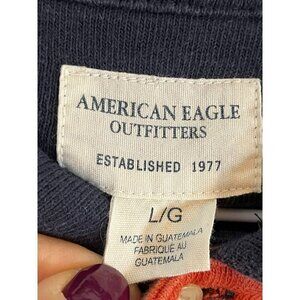 AMERICAN EAGLE
OUTFITTERS
ESTABLISHED 1977
L/G
MADE IN GUATEMALA
FABRIQUE AU
GUATEMALA